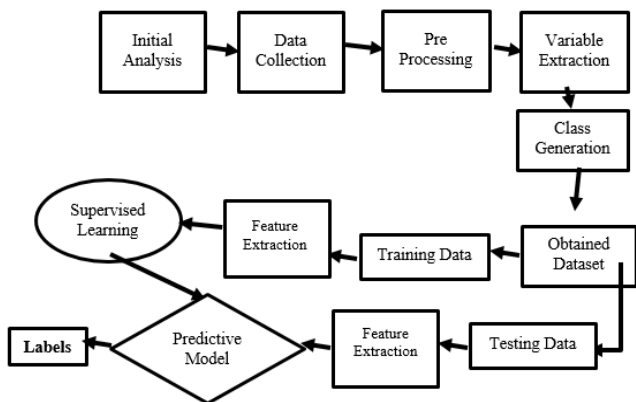 Initial
Analysis
Data
Collection
Pre
Processing
Variable
Extraction
Class
Generation
Supervised
Learning
Feature
Extraction
Training Data
Obtained
Dataset
Labels
Predictive
Model
Feature
Extraction
Testing Data